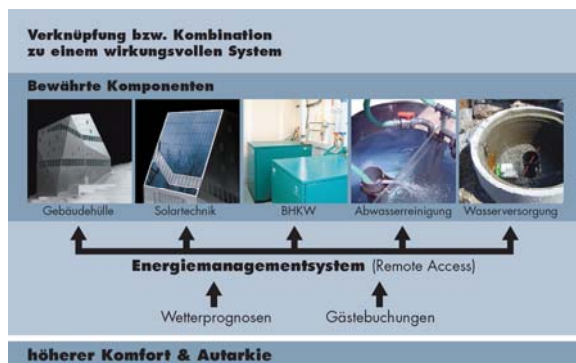 Verknüpfung bzw. Kombination
zu einem wirkungsvollen System
Bewährte Komponenten
Gebäudehülle Solartechnik BHKW Abwasserreinigung Wasserversorgung
Energiemanagementsystem (Remote Access)
Wetterprognosen Gästebuchungen
höherer Komfort & Autarkie